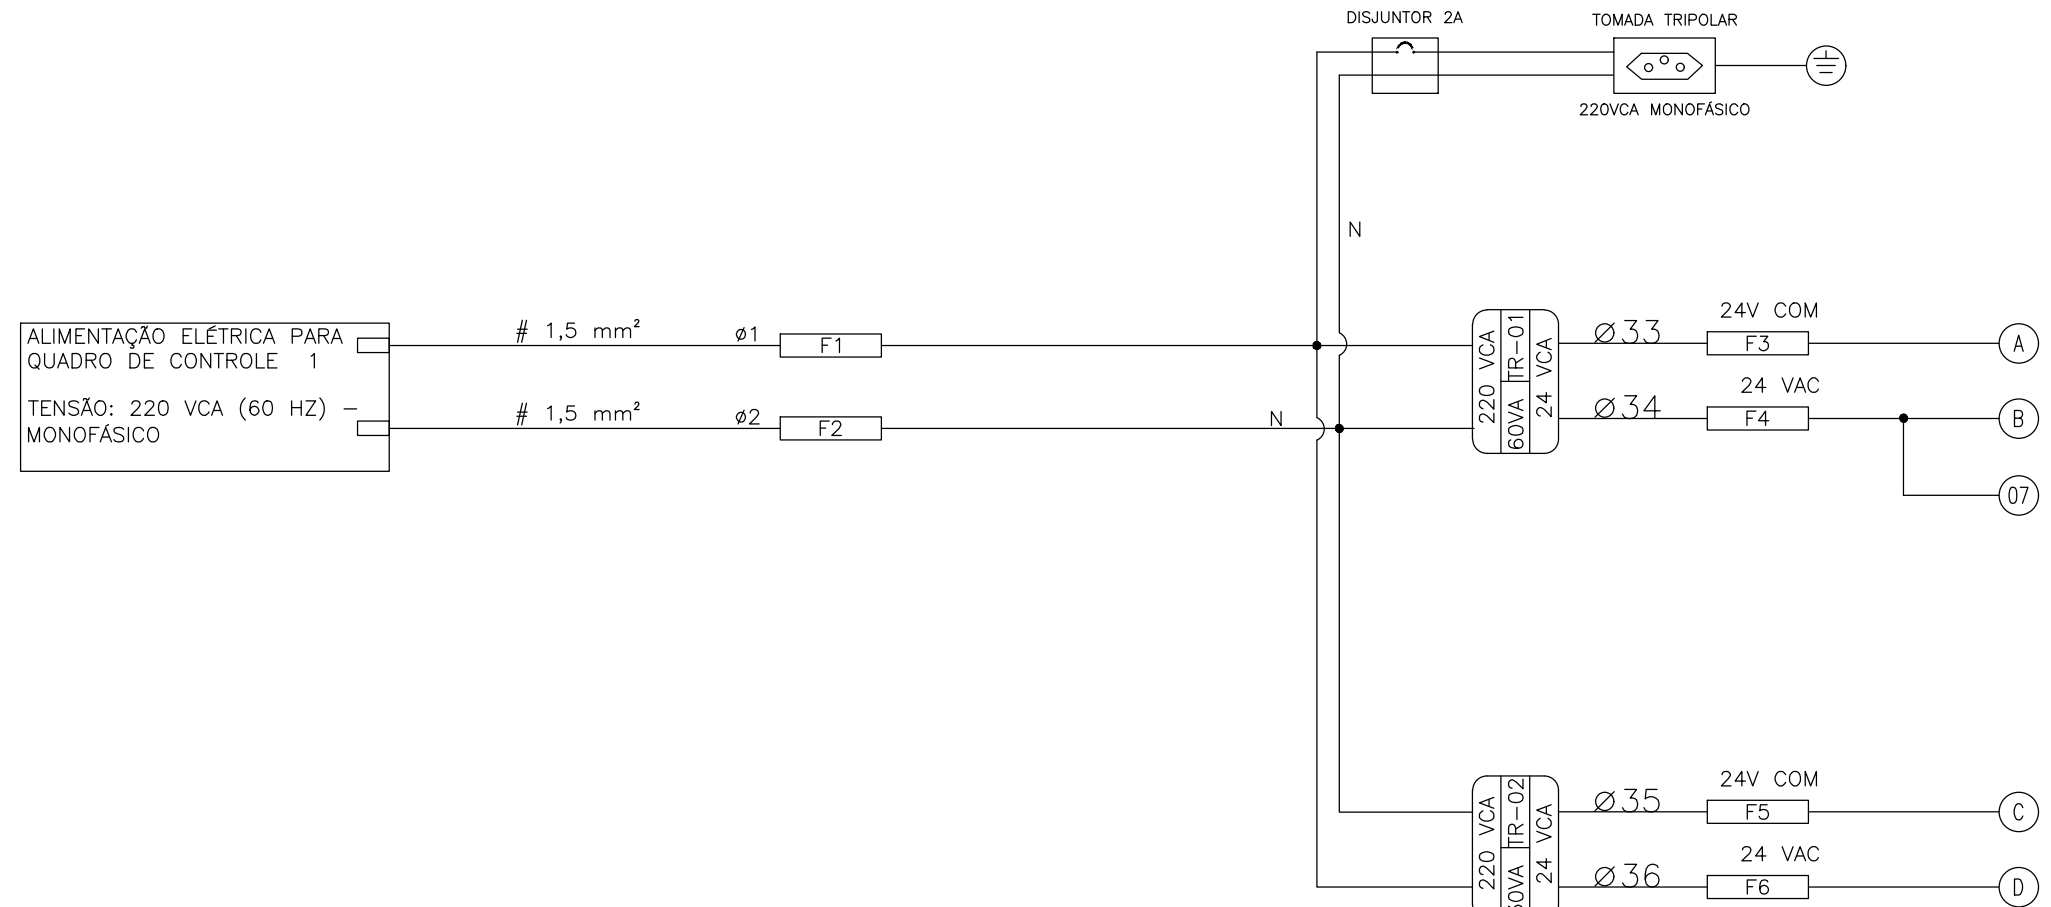 DISJUNTOR 2A
TOMADA TRIPOLAR
220VCA MONOFÁSICO
N
ALIMENTAÇÃO ELÉTRICA PARA
QUADRO DE CONTROLE 1
TENSÃO: 220 VCA (60 HZ) –
MONOFÁSICO
# 1,5 mm²
ø1
F1
# 1,5 mm²
ø2
F2
N
220 VCA
TR-01
60VA
24 VCA
Ø33
24V COM
F3
A
Ø34
24 VAC
F4
B
07
220 VCA
TR-02
60VA
24 VCA
Ø35
24V COM
F5
C
Ø36
24 VAC
F6
D